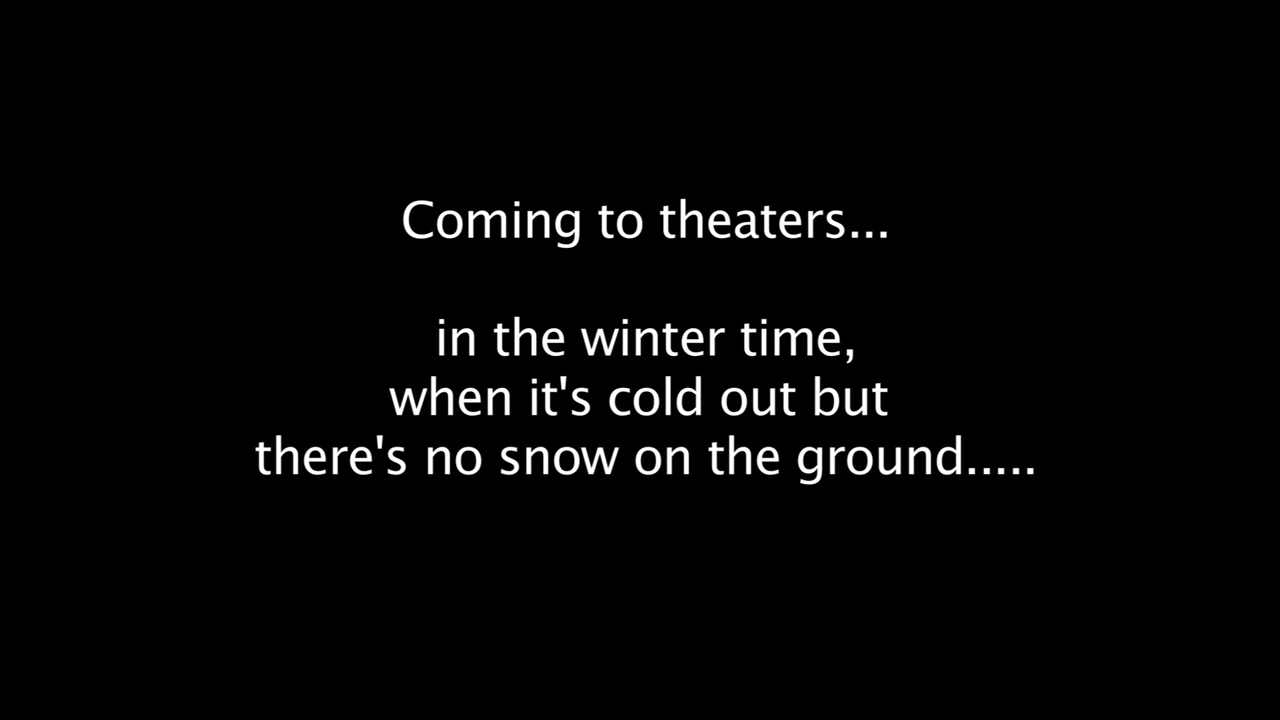 Coming to theaters...
in the winter time,
when it's cold out but
there's no snow on the ground.....